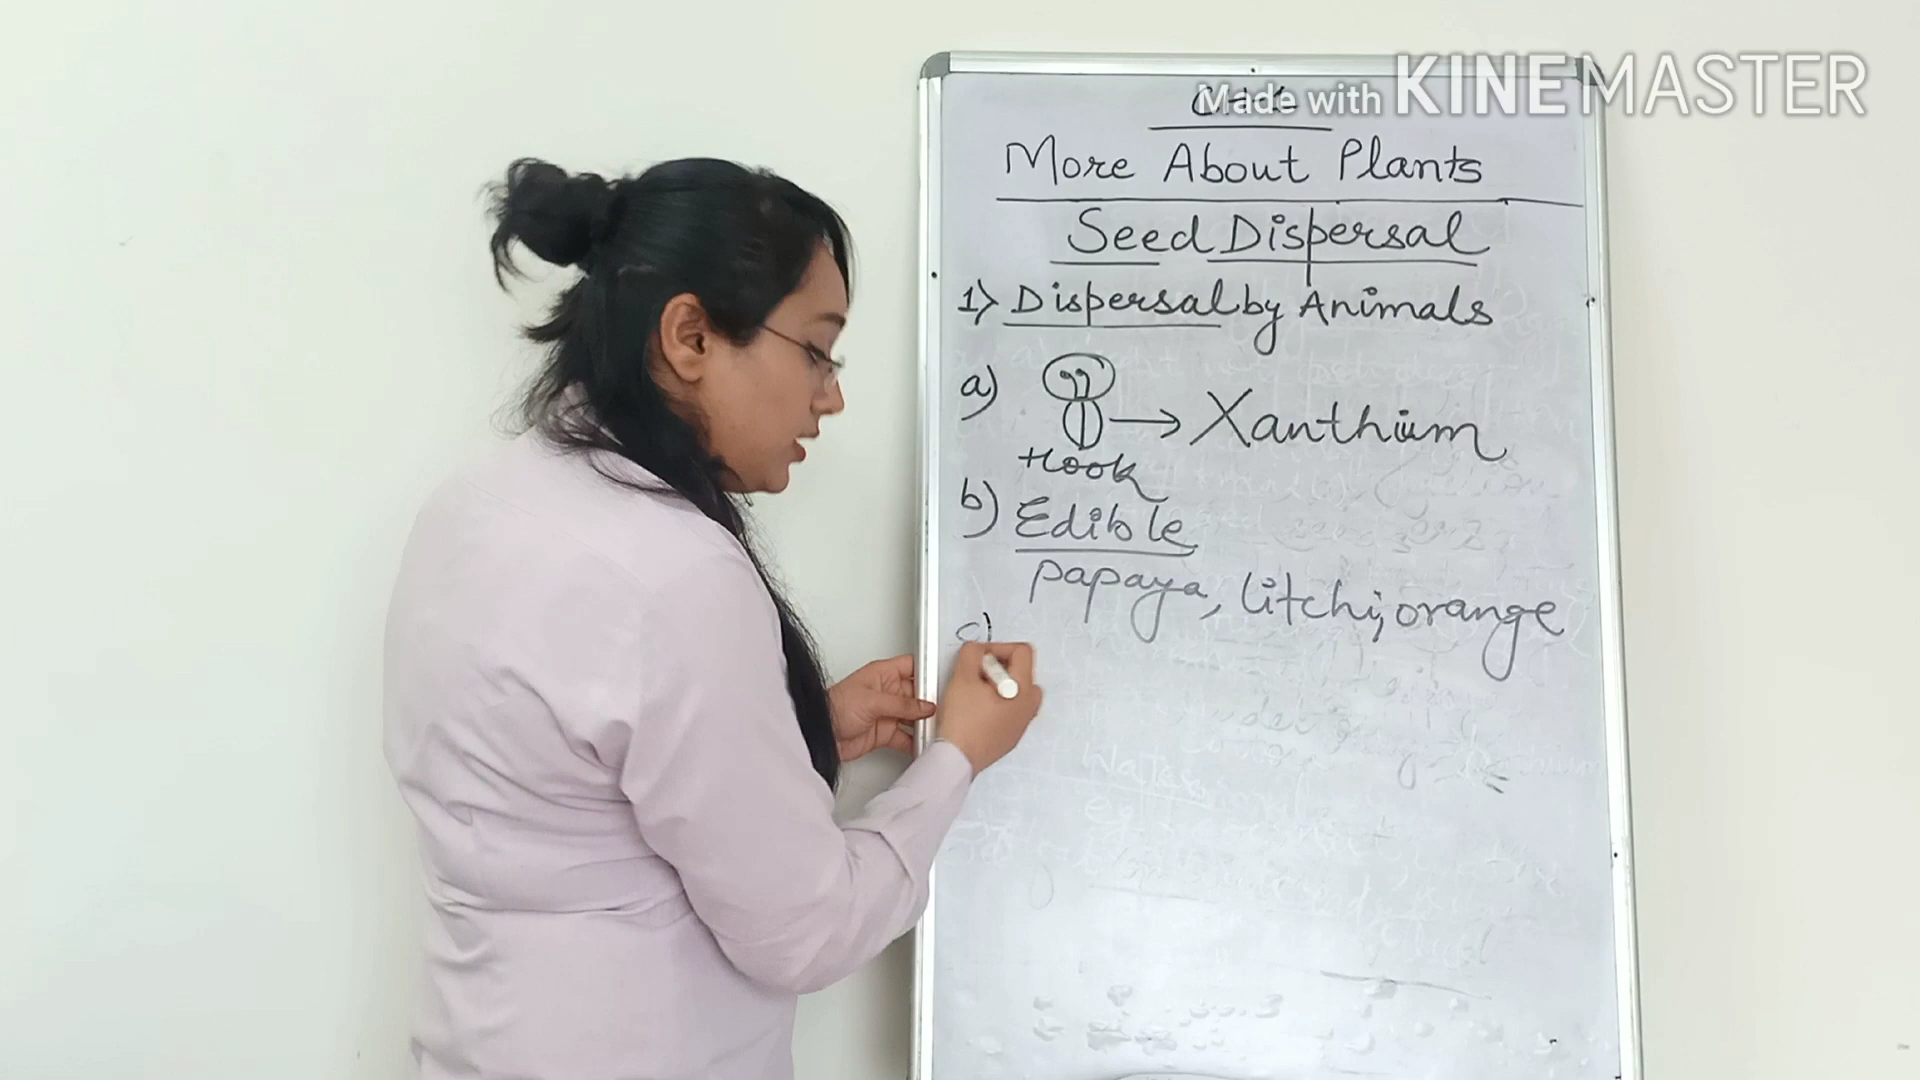 Made with KINEMASTER
More About Plants
Seed Dispersal
1) Dispersal by Animals
a) → Xanthium
Hook
b) Edible
papaya, litchi, orange
c)